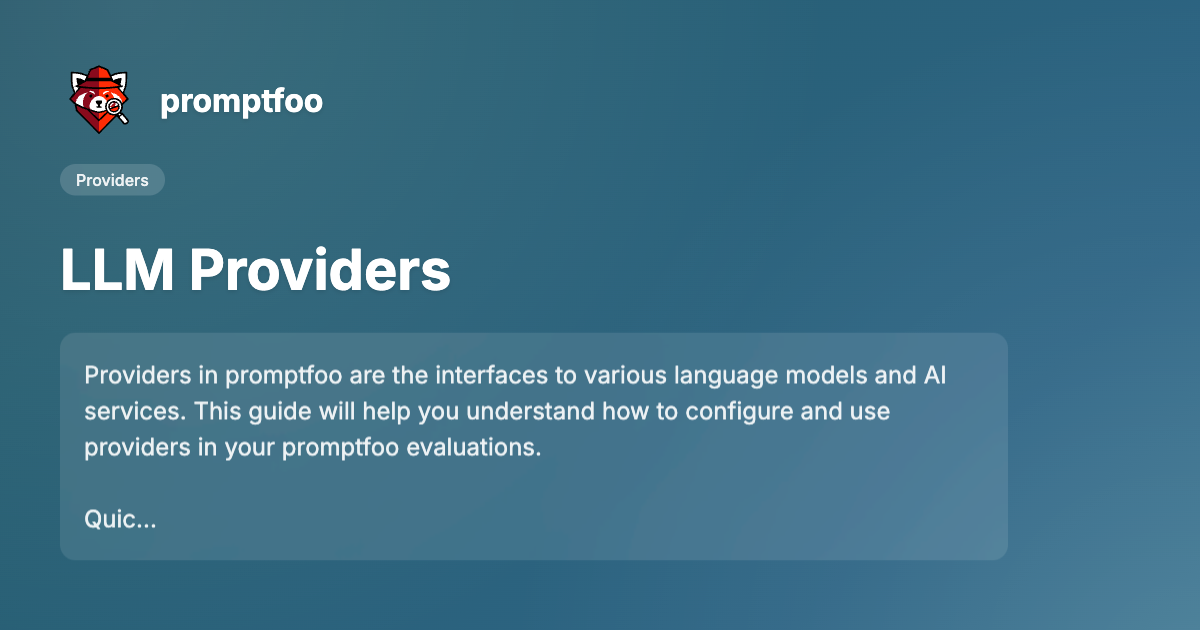 promptfoo
Providers
LLM Providers
Providers in promptfoo are the interfaces to various language models and AI
services. This guide will help you understand how to configure and use
providers in your promptfoo evaluations.
Quic...